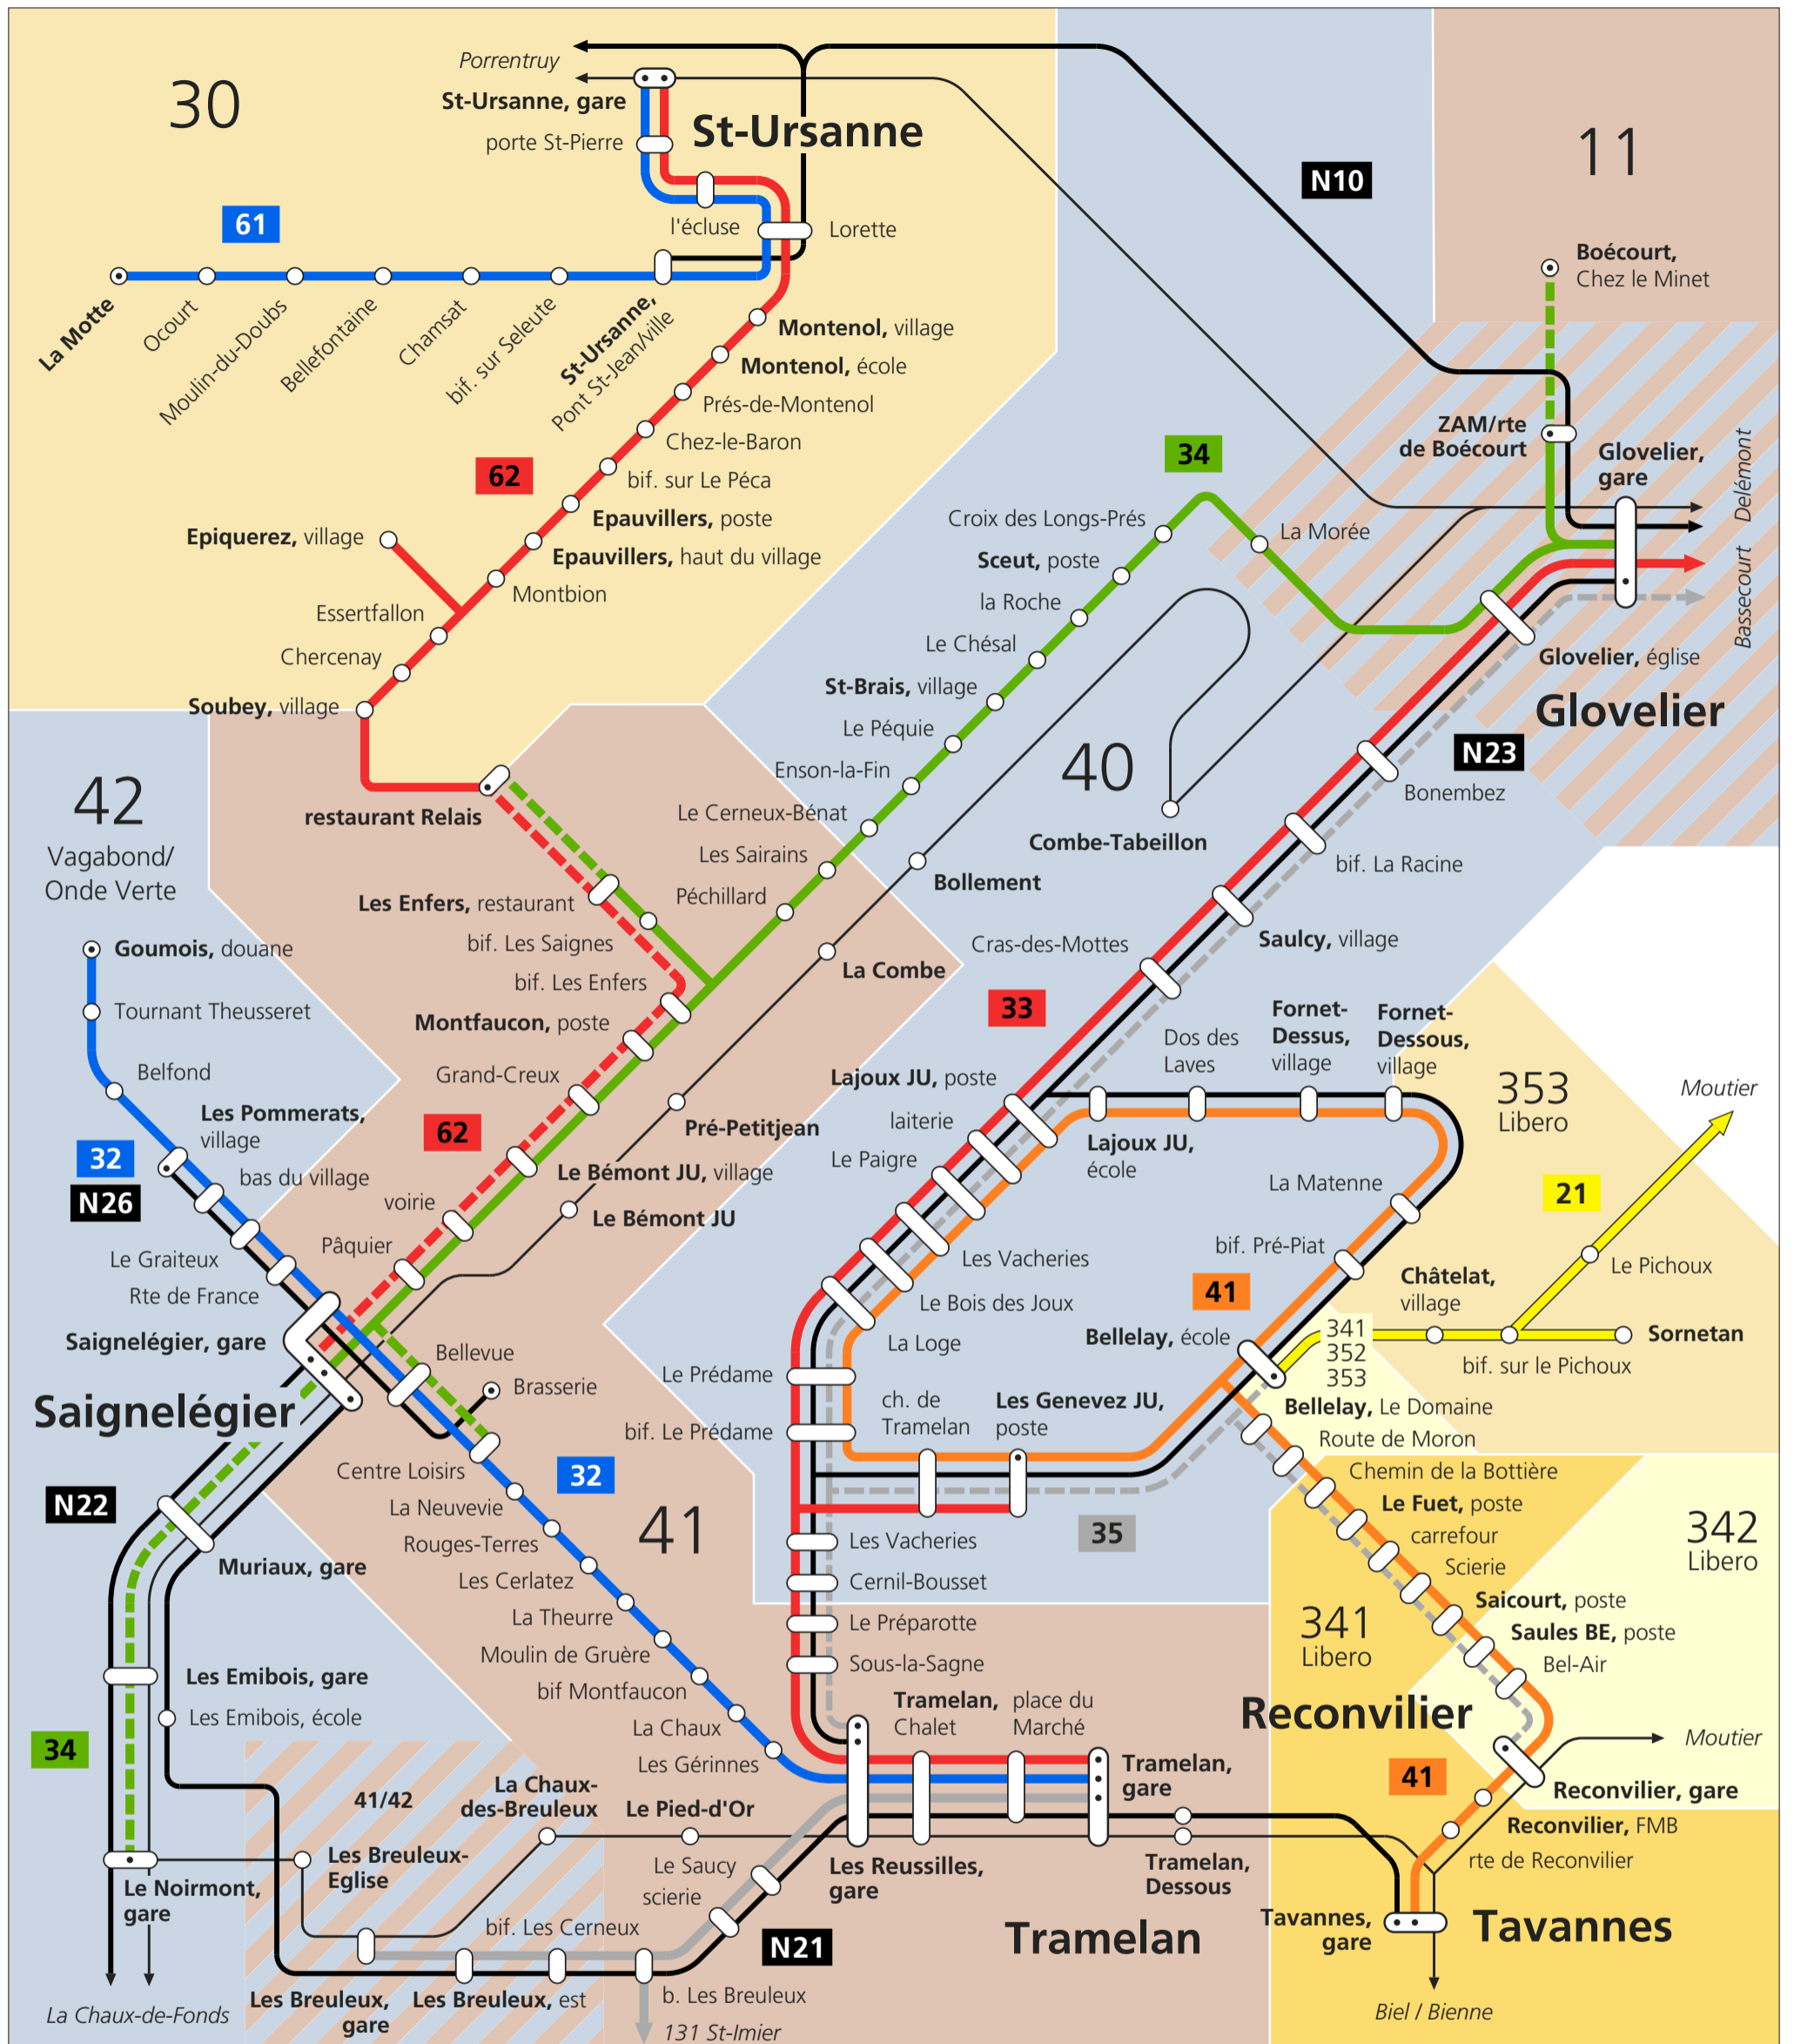 30
Porrentruy
St-Ursanne, gare
porte St-Pierre
St-Ursanne
l'écluse
Lorette
61
La Motte
Ocourt
Moulin-du-Doubs
Bellefontaine
Chamsat
bif. sur Seleute
St-Ursanne,
Pont St-Jean/ville
N10
11
Boécourt,
Chez le Minet
Montenol, village
Montenol, école
Prés-de-Montenol
Chez-le-Baron
bif. sur Le Péca
62
Epauvillers, poste
Epauvillers, haut du village
Epiquerez, village
Montbion
Essertfallon
Chercenay
Soubey, village
34
ZAM/rte
de Boécourt
Glovelier,
gare
Delémont
Bassecourt
Croix des Longs-Prés
La Morée
Sceut, poste
la Roche
Le Chésal
St-Brais, village
Le Péquie
Enson-la-Fin
Le Cerneux-Bénat
Les Sairains
Péchillard
Glovelier, église
Glovelier
N23
40
Combe-Tabeillon
Bonembez
bif. La Racine
Saulcy, village
Cras-des-Mottes
42
Vagabond/
Onde Verte
restaurant Relais
Les Enfers, restaurant
bif. Les Saignes
bif. Les Enfers
Montfaucon, poste
Grand-Creux
Bollement
La Combe
Pré-Petitjean
Le Bémont JU, village
Le Bémont JU
62
voirie
Pâquier
Goumois, douane
Tournant Theusseret
Belfond
Les Pommerats,
village
bas du village
32
N26
Le Graiteux
Rte de France
Saignelégier, gare
Saignelégier
Bellevue
Brasserie
33
Lajoux JU, poste
laiterie
Le Paigre
Dos des
Laves
Fornet-
Dessus,
village
Fornet-
Dessous,
village
Lajoux JU,
école
353
Libero
Moutier
21
La Matenne
bif. Pré-Piat
Le Pichoux
Châtelat,
village
Les Vacheries
Le Bois des Joux
La Loge
41
Bellelay, école
341
352
353
Sornetan
bif. sur le Pichoux
Le Prédame
bif. Le Prédame
ch. de
Tramelan
Les Genevez JU,
poste
Bellelay, Le Domaine
Route de Moron
Chemin de la Bottière
Le Fuet, poste
carrefour
Scierie
Saicourt, poste
Saules BE, poste
Bel-Air
342
Libero
341
Libero
35
Centre Loisirs
32
La Neuvevie
Rouges-Terres
Les Cerlatez
La Theurre
Moulin de Gruère
bif Montfaucon
La Chaux
Les Gérinnes
41
Les Vacheries
Cernil-Bousset
Le Préparotte
Sous-la-Sagne
N22
Muriaux, gare
Les Emibois, gare
Les Emibois, école
34
Tramelan,
Chalet
place du
Marché
Tramelan,
gare
Reconvilier
Moutier
41
Reconvilier, gare
Reconvilier, FMB
rte de Reconvilier
41/42
La Chaux-
des-Breuleux
Le Pied-d'Or
Les Breuleux-
Eglise
Le Noirmont,
gare
Le Saucy
scierie
Les Reussilles,
gare
Tramelan,
Dessous
bif. Les Cerneux
N21
Tramelan
Tavannes,
gare
Tavannes
La Chaux-de-Fonds
Les Breuleux,
gare
Les Breuleux, est
b. Les Breuleux
131 St-Imier
Biel / Bienne